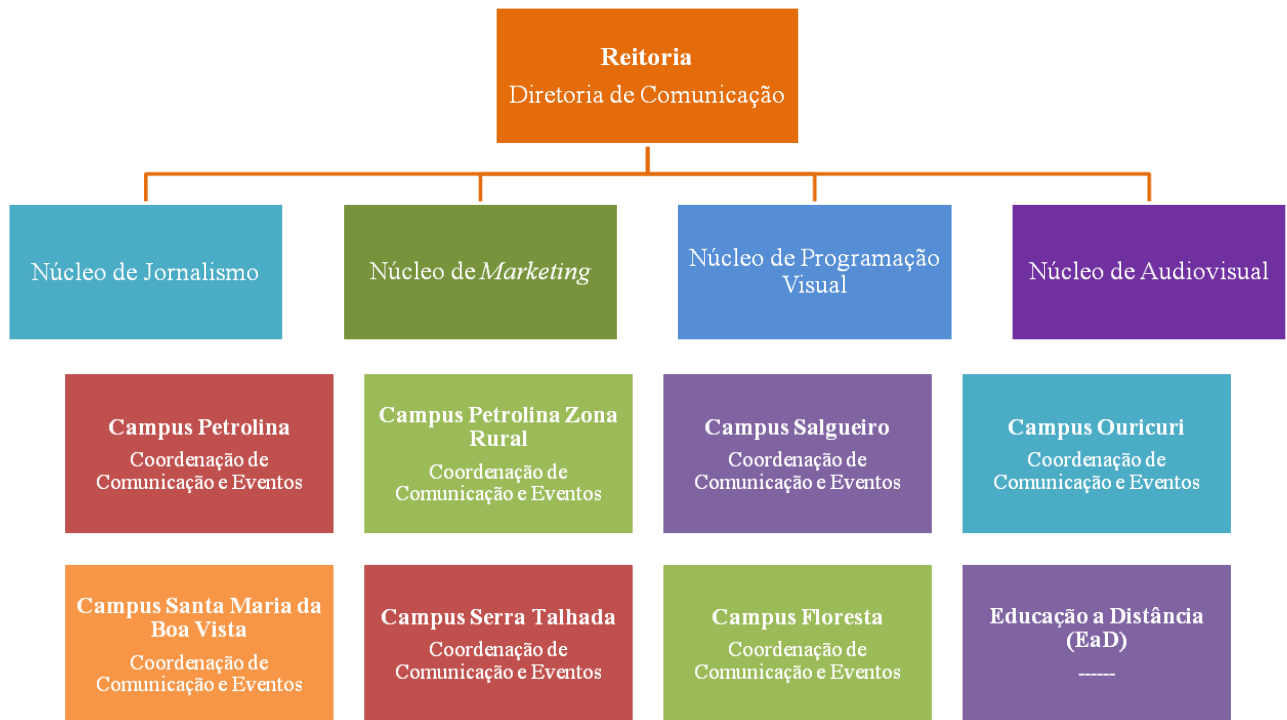 Reitoria
Diretoria de Comunicação
Núcleo de Jornalismo
Núcleo de Marketing
Núcleo de Programação
Visual
Núcleo de Audiovisual
Campus Petrolina
Coordenação de
Comunicação e Eventos
Campus Petrolina Zona
Rural
Coordenação de
Comunicação e Eventos
Campus Salgueiro
Coordenação de
Comunicação e Eventos
Campus Ouricuri
Coordenação de
Comunicação e Eventos
Campus Santa Maria da
Boa Vista
Coordenação de
Comunicação e Eventos
Campus Serra Talhada
Coordenação de
Comunicação e Eventos
Campus Floresta
Coordenação de
Comunicação e Eventos
Educação a Distância
(EaD)
------